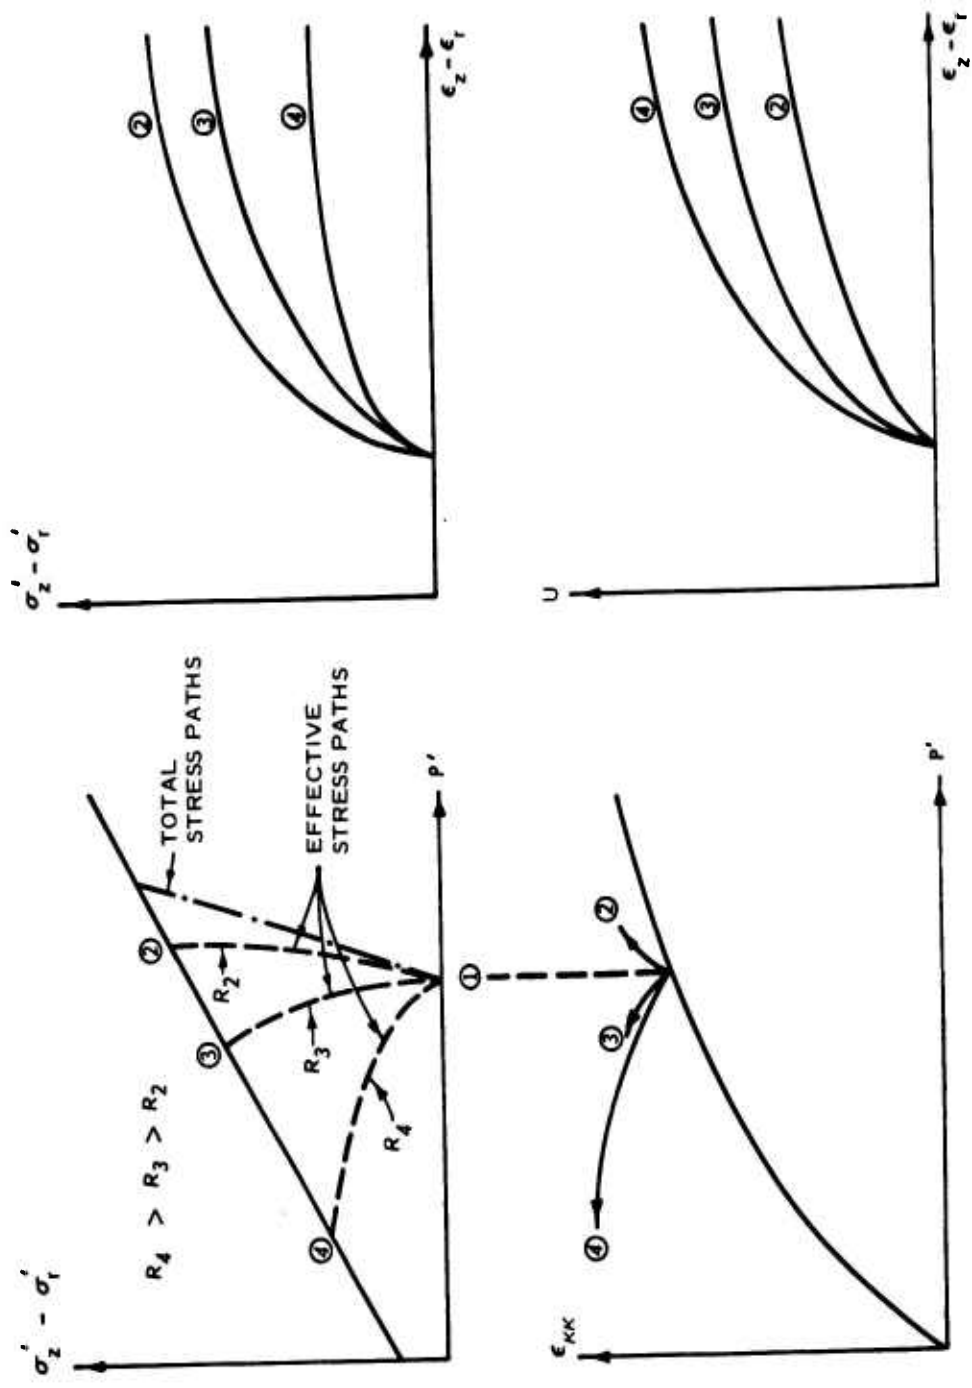 σ'z - σ'r
R4 > R3 > R2
④
③
②
R2
R3
R4
TOTAL
STRESS PATHS
EFFECTIVE
STRESS PATHS
P'
σ'z - σ'r
②
③
④
ϵz - ϵr
ϵKK
④
③
②
①
P'
U
④
③
②
ϵz - ϵr